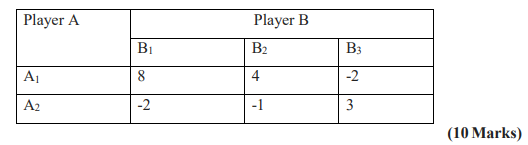 Player A Player B
B1 B2 B3
A1 8 4 -2
A2 -2 -1 3
(10 Marks)